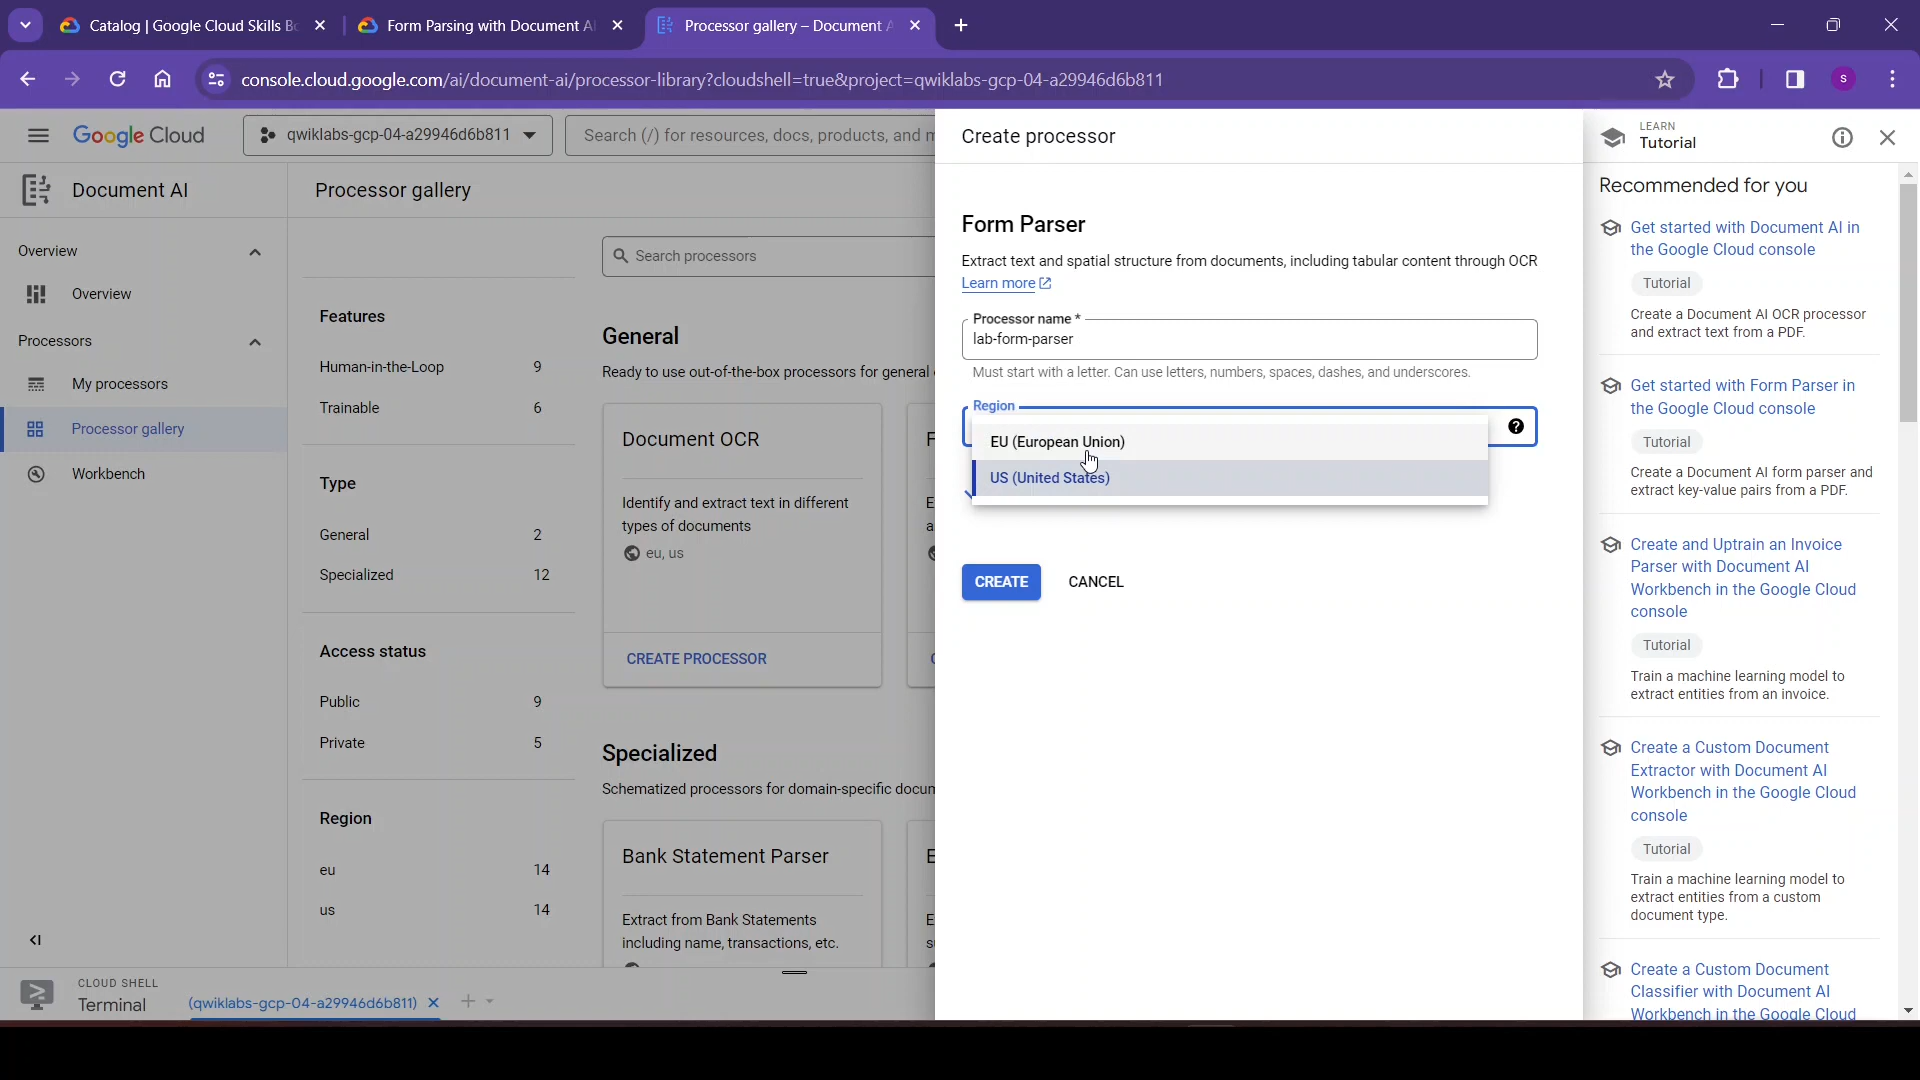 Catalog | Google Cloud Skills Bo
Form Parsing with Document AI
Processor gallery – Document A
console.cloud.google.com/ai/document-ai/processor-library?cloudshell=true&project=qwiklabs-gcp-04-a29946d6b811
s
Google Cloud
qwiklabs-gcp-04-a29946d6b811
Search (/) for resources, docs, products, and m
Document AI
Processor gallery
Overview
Overview
Processors
My processors
Processor gallery
Workbench
Features
Human-in-the-Loop 9
Trainable 6
Type
General 2
Specialized 12
Access status
Public 9
Private 5
Region
eu 14
us 14
Search processors
General
Ready to use out-of-the-box processors for general
Document OCR
Identify and extract text in different
types of documents
eu, us
CREATE PROCESSOR
Specialized
Schematized processors for domain-specific docum
Bank Statement Parser
Extract from Bank Statements
including name, transactions, etc.
Create processor
Form Parser
Extract text and spatial structure from documents, including tabular content through OCR
Learn more
Processor name *
lab-form-parser
Must start with a letter. Can use letters, numbers, spaces, dashes, and underscores.
Region
EU (European Union)
US (United States)
CREATE
CANCEL
LEARN
Tutorial
Recommended for you
Get started with Document AI in
the Google Cloud console
Tutorial
Create a Document AI OCR processor
and extract text from a PDF.
Get started with Form Parser in
the Google Cloud console
Tutorial
Create a Document AI form parser and
extract key-value pairs from a PDF.
Create and Uptrain an Invoice
Parser with Document AI
Workbench in the Google Cloud
console
Tutorial
Train a machine learning model to
extract entities from an invoice.
Create a Custom Document
Extractor with Document AI
Workbench in the Google Cloud
console
Tutorial
Train a machine learning model to
extract entities from a custom
document type.
Create a Custom Document
Classifier with Document AI
Workbench in the Google Cloud
CLOUD SHELL
Terminal
(qwiklabs-gcp-04-a29946d6b811)